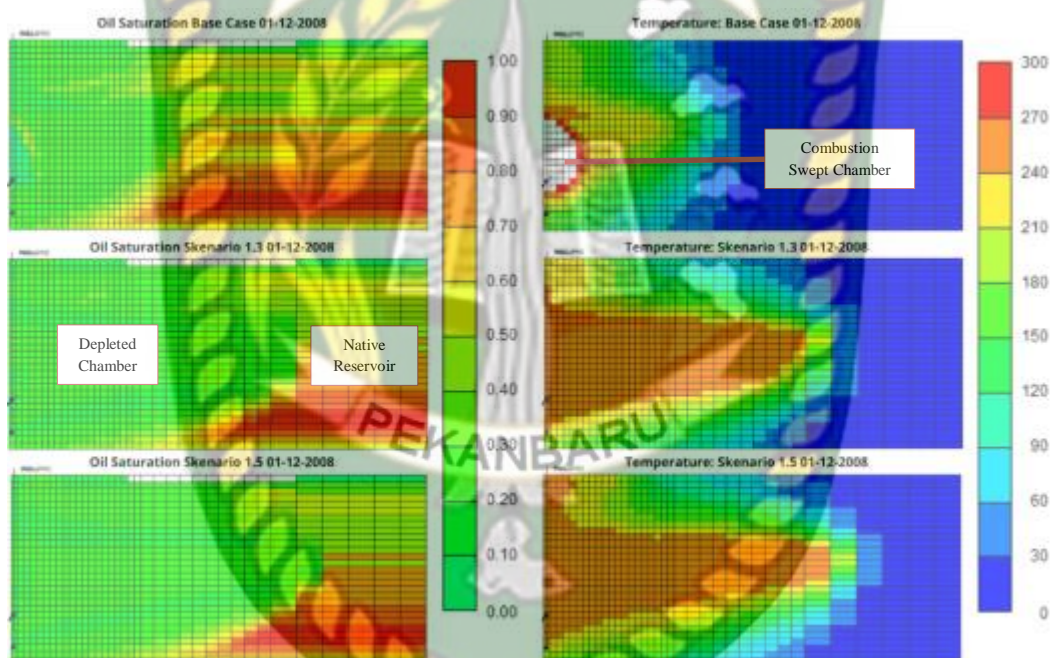 Oil Saturation Base Case 01-12-2008
Temperature: Base Case 01-12-2008
1.00
0.90
0.80
0.70
0.60
0.50
0.40
0.30
0.20
0.10
0.00
300
270
240
210
180
150
120
90
60
30
0
Combustion
Swept Chamber
Oil Saturation Skenario 1.3 01-12-2008
Temperature: Skenario 1.3 01-12-2008
Depleted
Chamber
Native
Reservoir
PEKANBARU
Oil Saturation Skenario 1.5 01-12-2008
Temperature: Skenario 1.5 01-12-2008